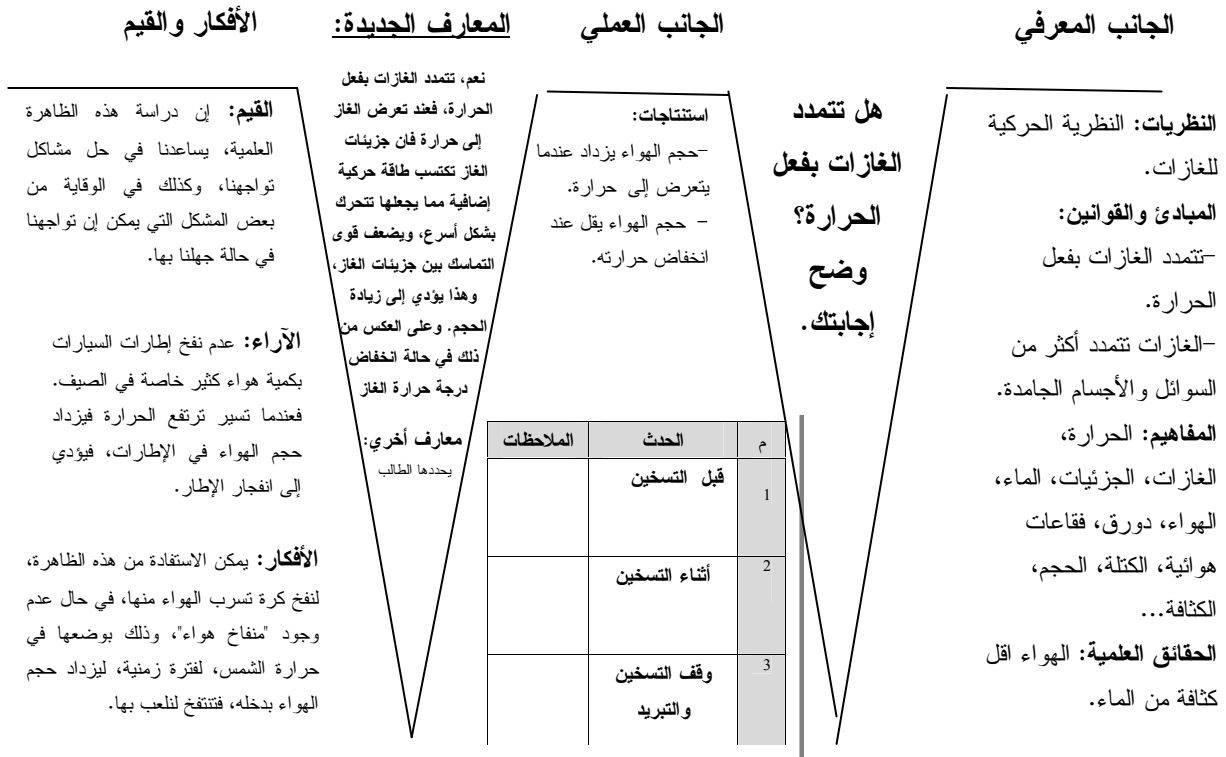 الجانب المعرفي
النظريات: النظرية الحركية
للغازات.
المبادئ والقوانين:
-تتمدد الغازات بفعل
الحرارة.
-الغازات تتمدد أكثر من
السوائل والأجسام الجامدة.
المفاهيم: الحرارة،
الغازات، الجزئيات، الماء،
الهواء، دورق، فقاعات
هوائية، الكتلة، الحجم،
الكثافة...
الحقائق العلمية: الهواء اقل
كثافة من الماء.
هل تتمدد
الغازات بفعل
الحرارة؟
وضح
إجابتك.
الجانب العملي
استنتاجات:
-حجم الهواء يزداد عندما
يتعرض إلى حرارة.
- حجم الهواء يقل عند
انخفاض حرارته.
م الحدث الملاحظات
1 قبل التسخين
2 أثناء التسخين
3 وقف التسخين
والتبريد
المعارف الجديدة:
نعم، تتمدد الغازات بفعل
الحرارة، فعند تعرض الغاز
إلى حرارة فان جزيئات
الغاز تكتسب طاقة حركية
إضافية مما يجعلها تتحرك
بشكل أسرع، ويضعف قوى
التماسك بين جزيئات الغاز،
وهذا يؤدي إلى زيادة
الحجم. وعلى العكس من
ذلك في حالة انخفاض
درجة حرارة الغاز
معارف أخري:
يحددها الطالب
الأفكار والقيم
القيم: إن دراسة هذه الظاهرة
العلمية، يساعدنا في حل مشاكل
تواجهنا، وكذلك في الوقاية من
بعض المشكل التي يمكن إن تواجهنا
في حالة جهلنا بها.
الآراء: عدم نفخ إطارات السيارات
بكمية هواء كثير خاصة في الصيف.
فعندما تسير ترتفع الحرارة فيزداد
حجم الهواء في الإطارات، فيؤدي
إلى انفجار الإطار.
الأفكار: يمكن الاستفادة من هذه الظاهرة،
لنفخ كرة تسرب الهواء منها، في حال عدم
وجود "منفاخ هواء"، وذلك بوضعها في
حرارة الشمس، لفترة زمنية، ليزداد حجم
الهواء بدخله، فتنتفخ لنلعب بها.